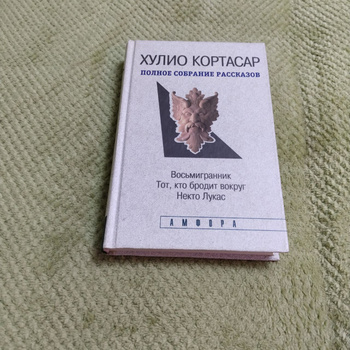 ХУЛИО КОРТАСАР
ПОЛНОЕ СОБРАНИЕ РАССКАЗОВ
Восьмигранник
Тот, кто бродит вокруг
Некто Лукас
АМФОРА